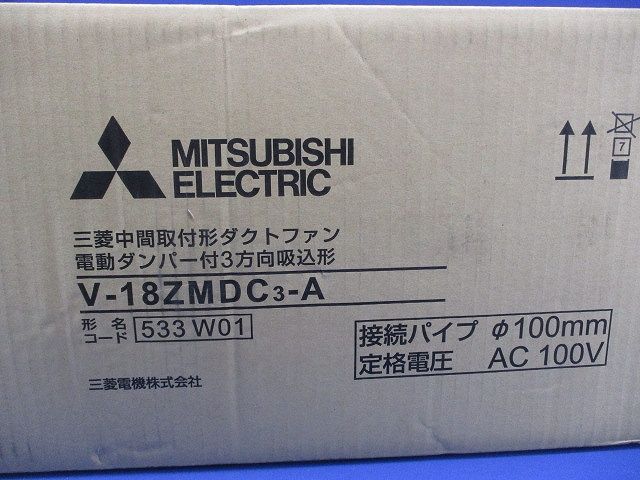 MITSUBISHI
ELECTRIC
7
三菱中間取付形ダクトファン
電動ダンパー付3方向吸込形
V-18ZMDC3-A
形名
コード 533W01
接続パイプ φ100mm
定格電圧 AC 100V
三菱電機株式会社